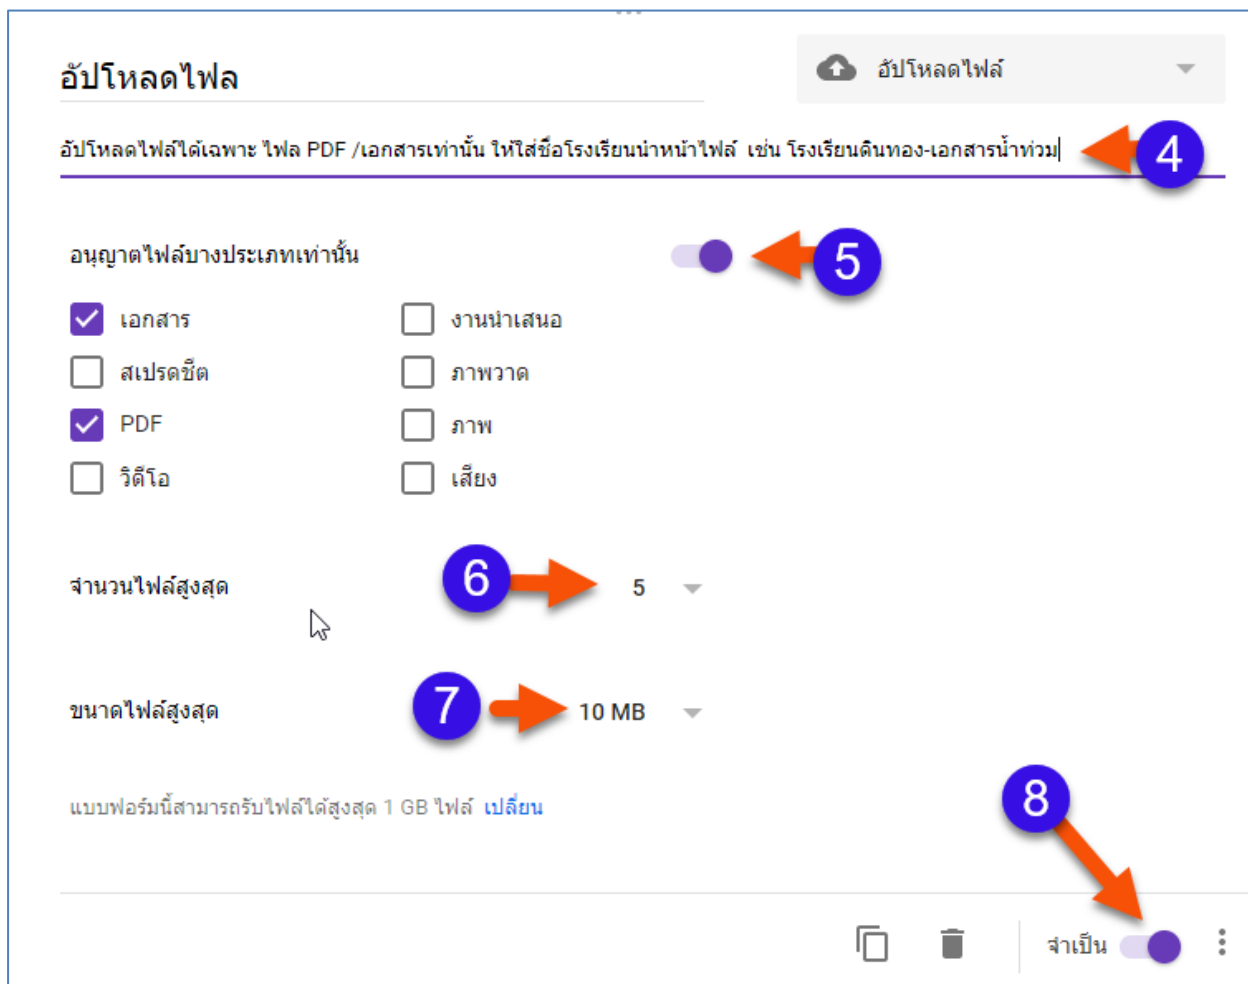 อัปโหลดไฟล
อัปโหลดไฟล์
อัปโหลดไฟล์ได้เฉพาะ ไฟล PDF /เอกสารเท่านั้น ให้ใส่ชื่อโรงเรียนนำหน้าไฟล์ เช่น โรงเรียนดินทอง-เอกสารน้ำท่วม
4
อนุญาตไฟล์บางประเภทเท่านั้น
5
เอกสาร
งานนำเสนอ
สเปรดชีต
ภาพวาด
PDF
ภาพ
วิดีโอ
เสียง
จำนวนไฟล์สูงสุด
6
5
ขนาดไฟล์สูงสุด
7
10 MB
แบบฟอร์มนี้สามารถรับไฟล์ได้สูงสุด 1 GB ไฟล์ เปลี่ยน
8
จำเป็น